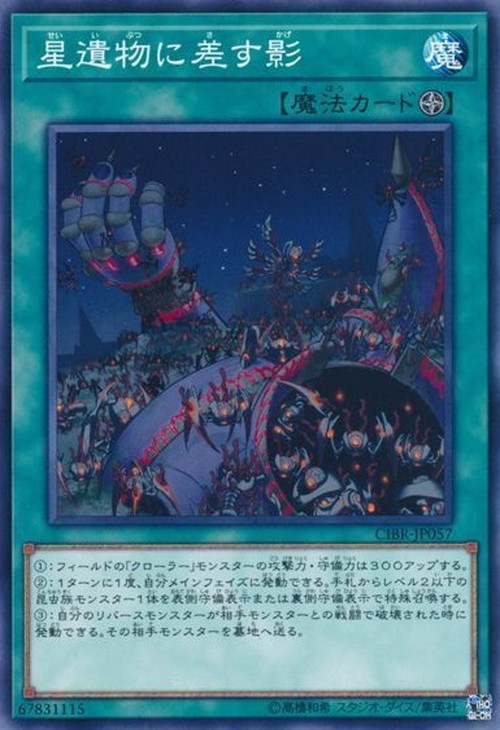 星遺物に差す影
魔
【魔法カード】
CIBR-JP057
①：フィールドの「クローラー」モンスターの攻撃力・守備力は３００アップする。
②：１ターンに１度、自分メインフェイズに発動できる。手札からレベル２以下の
昆虫族モンスター１体を表側守備表示または裏側守備表示で特殊召喚する。
③：自分のリバースモンスターが相手モンスターとの戦闘で破壊された時に
発動できる。その相手モンスターを墓地へ送る。
67831115
©高橋和希 スタジオ・ダイス/集英社